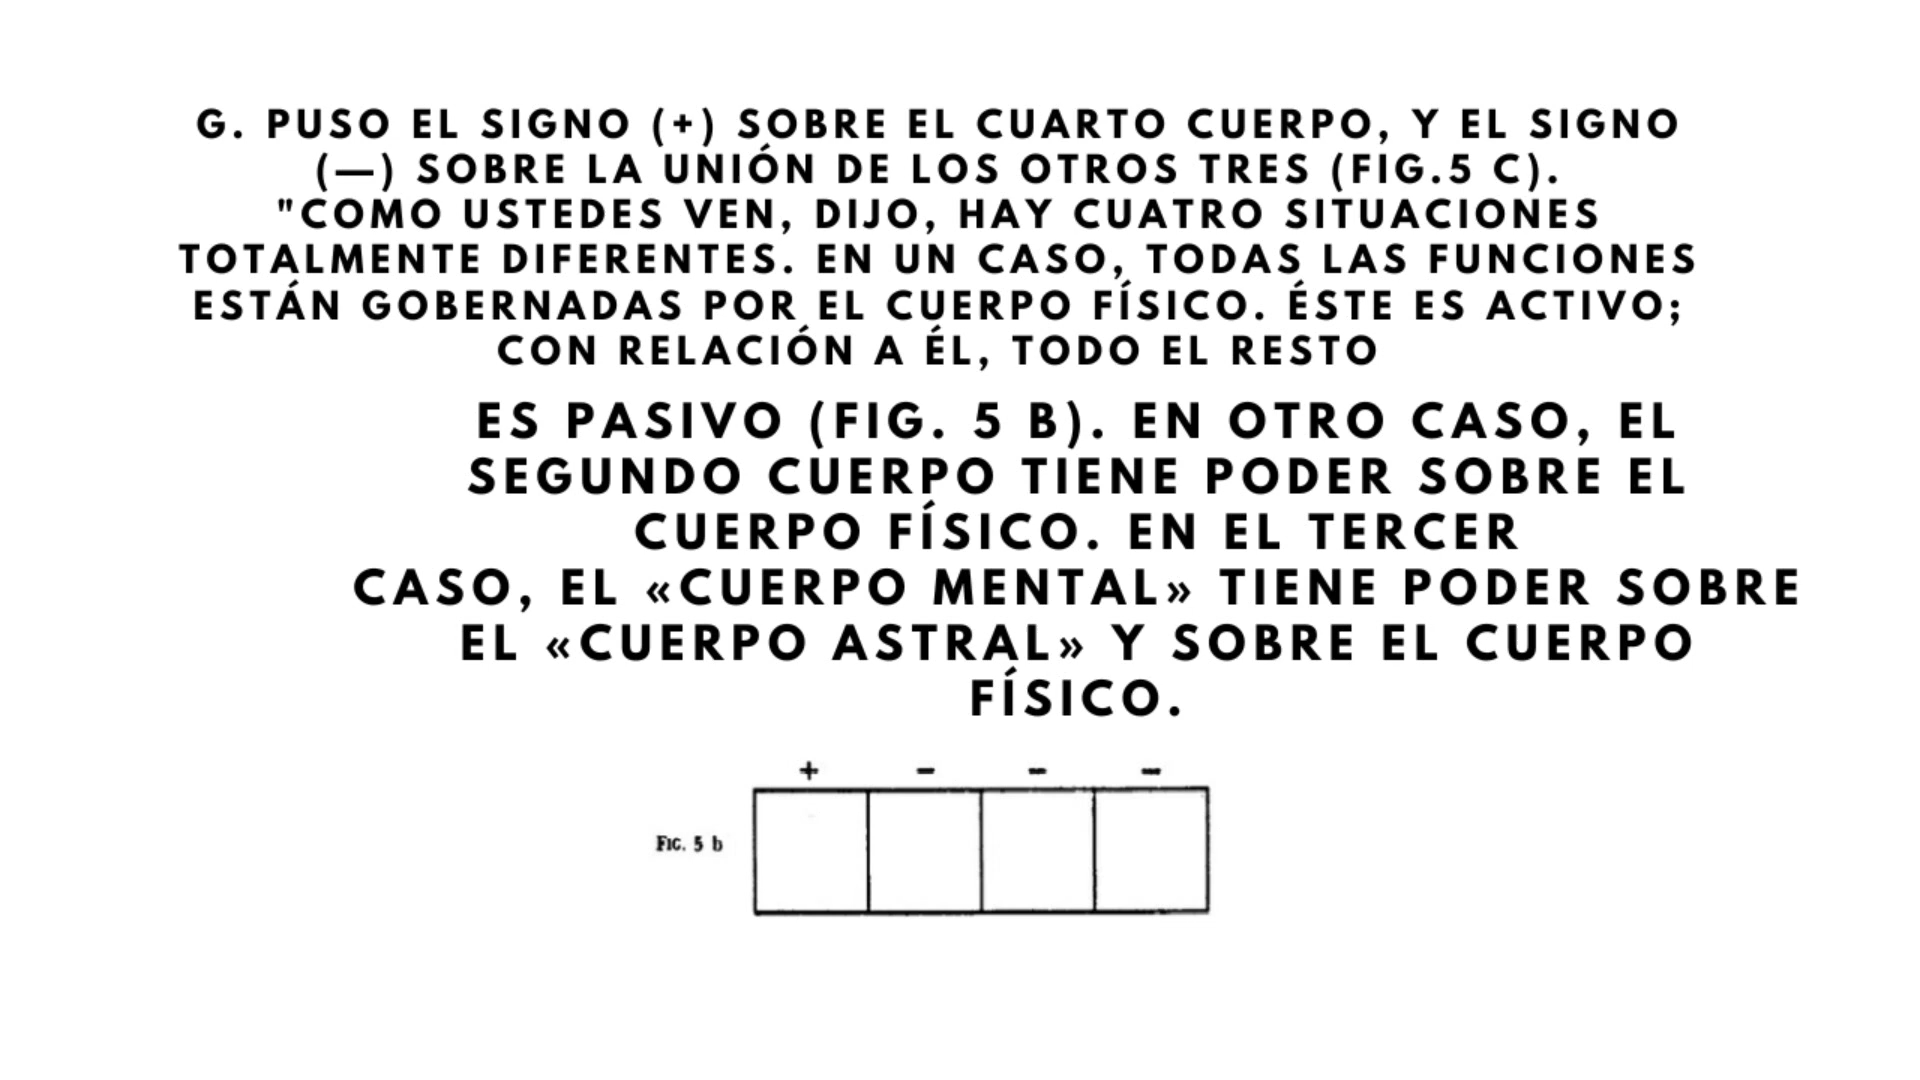 G. PUSO EL SIGNO (+) SOBRE EL CUARTO CUERPO, Y EL SIGNO
(—) SOBRE LA UNIÓN DE LOS OTROS TRES (FIG.5 C).
"COMO USTEDES VEN, DIJO, HAY CUATRO SITUACIONES
TOTALMENTE DIFERENTES. EN UN CASO, TODAS LAS FUNCIONES
ESTÁN GOBERNADAS POR EL CUERPO FÍSICO. ÉSTE ES ACTIVO;
CON RELACIÓN A ÉL, TODO EL RESTO
ES PASIVO (FIG. 5 B). EN OTRO CASO, EL
SEGUNDO CUERPO TIENE PODER SOBRE EL
CUERPO FÍSICO. EN EL TERCER
CASO, EL «CUERPO MENTAL» TIENE PODER SOBRE
EL «CUERPO ASTRAL» Y SOBRE EL CUERPO
FÍSICO.
+ − − −
FIG. 5 b